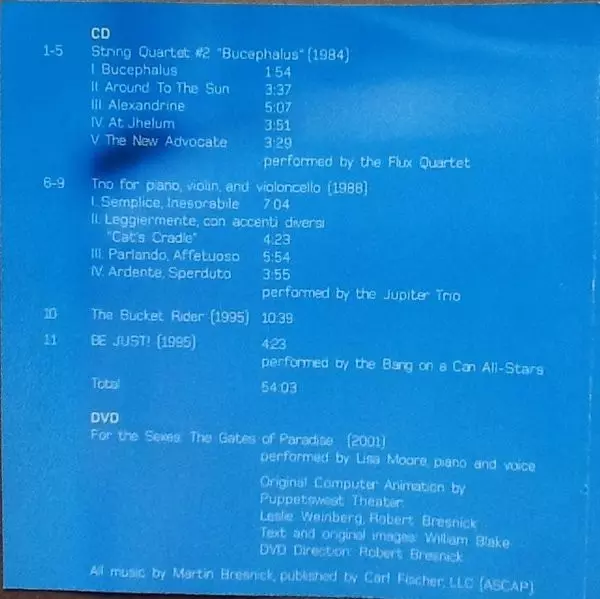 CD
1-5 String Quartet #2 "Bucephalus" (1984)
I Bucephalus 1:54
II Around To The Sun 3:37
III Alexandrine 5:07
IV. At Jhelum 3:51
V The New Advocate 3:29
performed by the Flux Quartet
6-9 Trio for piano, violin, and violoncello (1988)
I. Semplice, Inesorabile 7:04
II. Leggiermente, con accenti diversi
"Cat's Cradle" 4:23
III. Parlando, Affetuoso 5:54
IV. Ardente, Sperduto 3:55
performed by the Jupiter Trio
10 The Bucket Rider (1995) 10:39
11 BE JUST! (1995) 4:23
performed by the Bang on a Can All-Stars
Total 54:03
DVD
For the Sexes: The Gates of Paradise (2001)
performed by Lisa Moore, piano and voice
Original Computer Animation by
Puppetsweat Theater:
Leslie Weinberg, Robert Bresnick
Text and original images: William Blake
DVD Direction: Robert Bresnick
All music by Martin Bresnick, published by Carl Fischer, LLC (ASCAP)